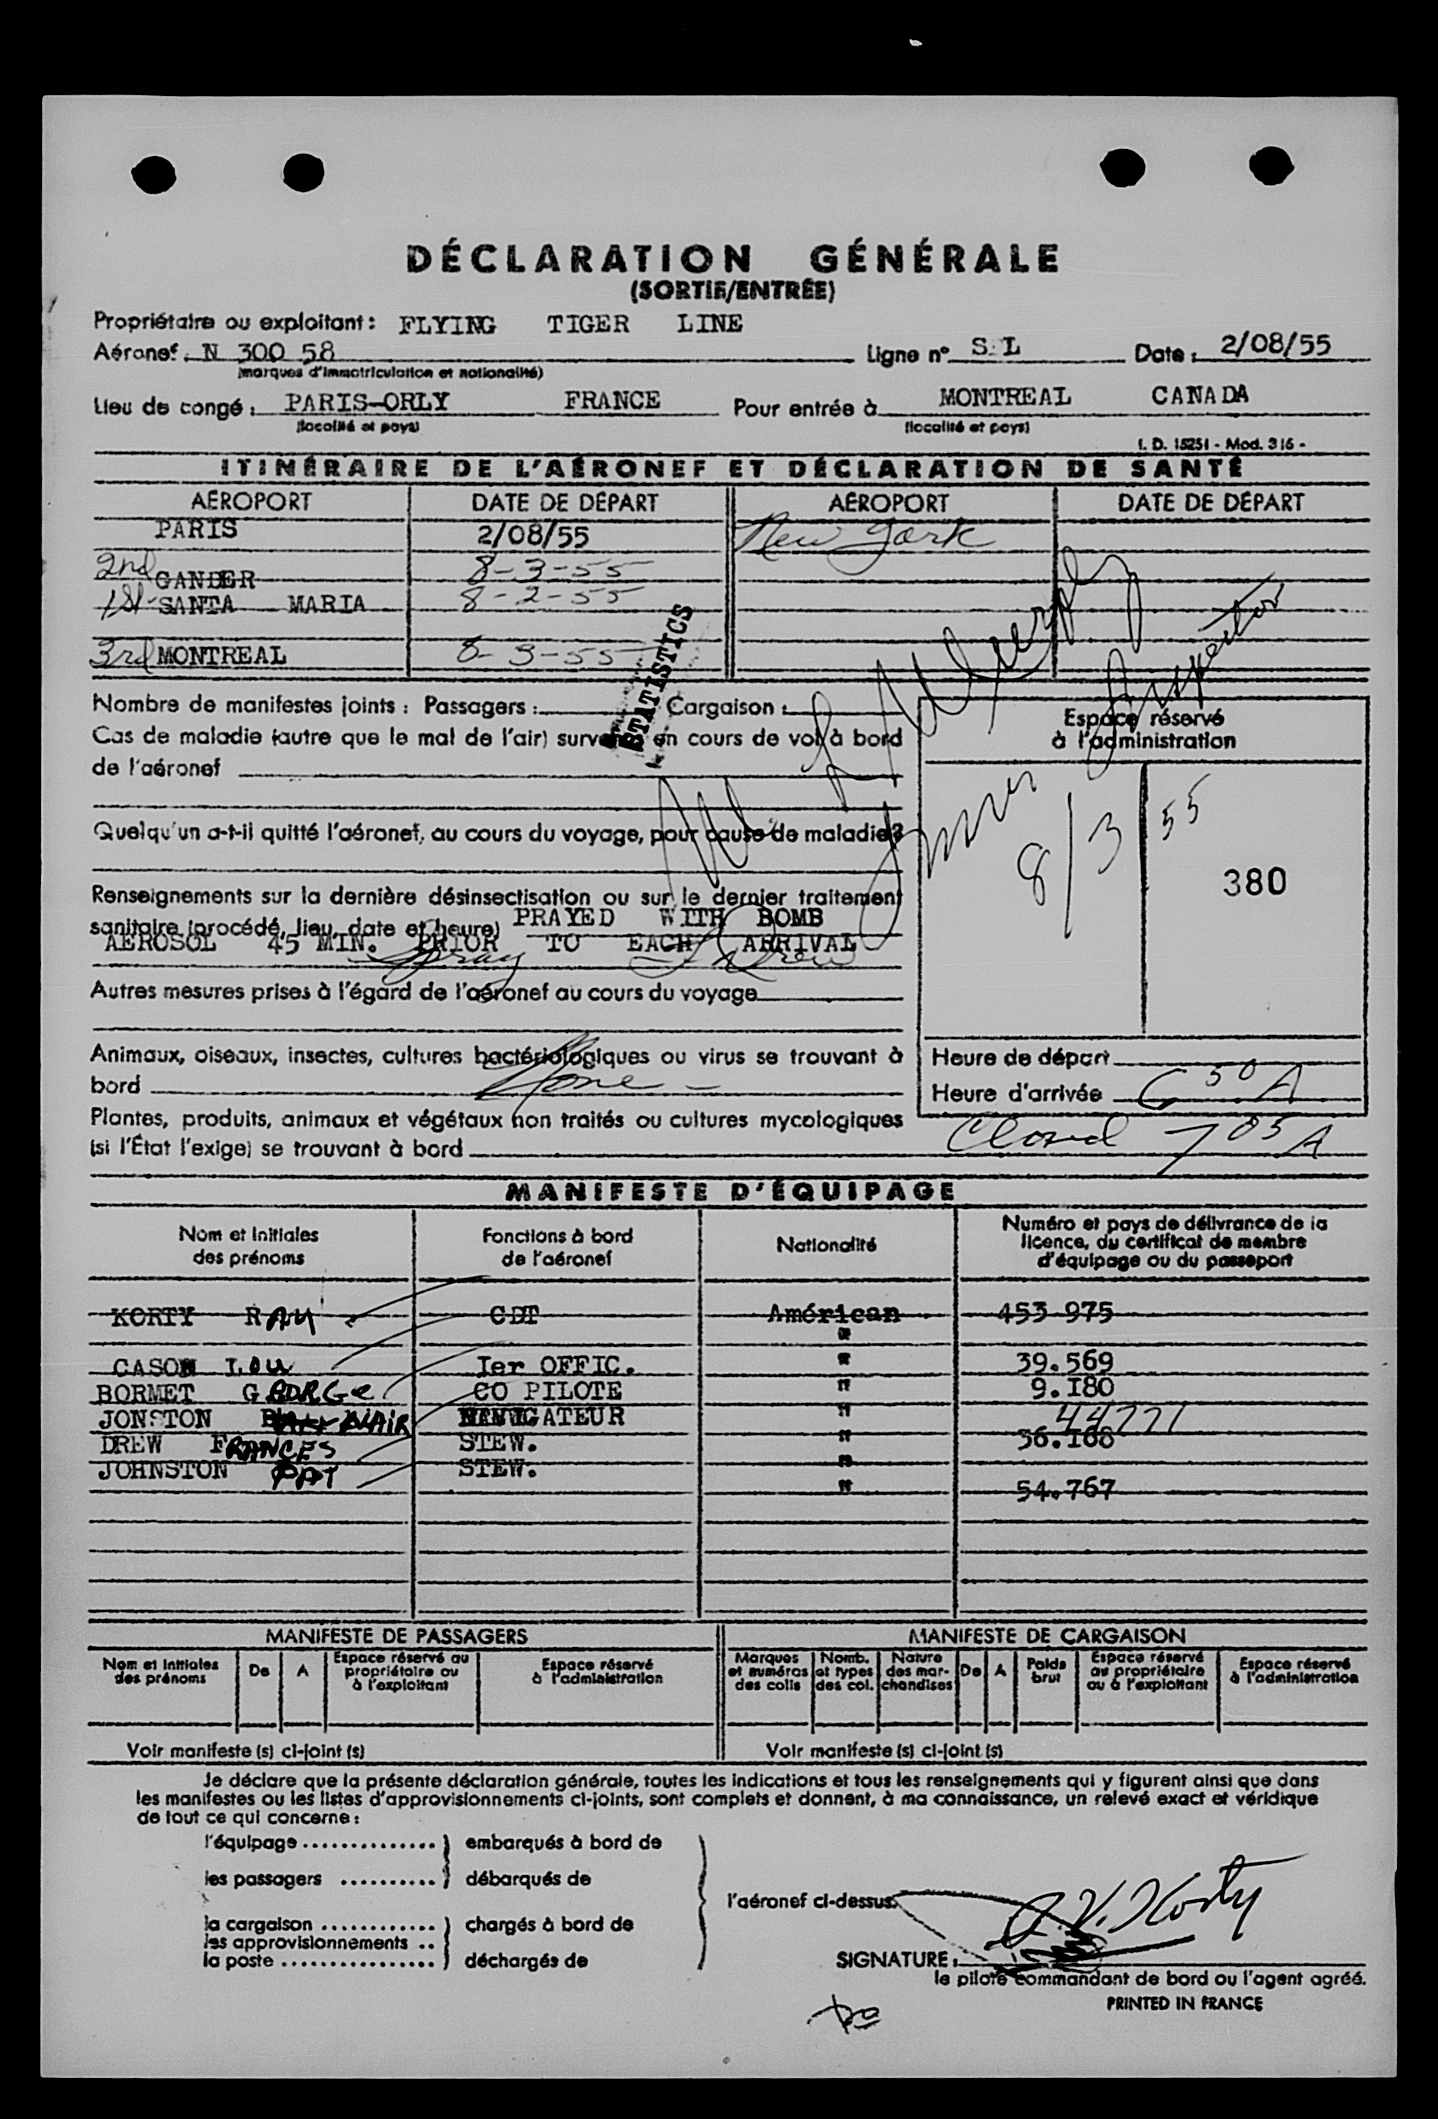 DÉCLARATION GÉNÉRALE
(SORTIE/ENTRÉE)
Propriétaire ou exploitant : FLYING TIGER LINE
Aéronef : N 300 58 Ligne n° S.L Date : 2/08/55
(marques d'immatriculation et nationalité)
Lieu de congé : PARIS-ORLY FRANCE Pour entrée à MONTREAL CANADA
(localité et pays) (localité et pays)
I. D. 15251 - Mod. 316 -
ITINÉRAIRE DE L'AÉRONEF ET DÉCLARATION DE SANTÉ
AÉROPORT DATE DE DÉPART AÉROPORT DATE DE DÉPART
PARIS 2/08/55 New York
2nd GANDER 8-3-55
1st SANTA MARIA 8-2-55
3rd MONTREAL 8-3-55
STATISTICS
Inspector
Nombre de manifestes joints : Passagers : Cargaison :
Cas de maladie (autre que le mal de l'air) survenus en cours de vol à bord
de l'aéronef
Quelqu'un a-t-il quitté l'aéronef, au cours du voyage, pour cause de maladie?
Renseignements sur la dernière désinsectisation ou sur le dernier traitement
sanitaire (procédé, lieu, date et heure) PRAYED WITH BOMB
AEROSOL 45 MIN. PRIOR TO EACH ARRIVAL
Spray Drew
Autres mesures prises à l'égard de l'aéronef au cours du voyage
Animaux, oiseaux, insectes, cultures bactériologiques ou virus se trouvant à
bord None -
Plantes, produits, animaux et végétaux non traités ou cultures mycologiques
(si l'État l'exige) se trouvant à bord
Espace réservé
à l'administration
8/3 55
380
Heure de départ
Heure d'arrivée 6 50 A
7 05 A
MANIFESTE D'ÉQUIPAGE
Nom et initiales des prénoms Fonctions à bord de l'aéronef Nationalité Numéro et pays de délivrance de la licence, du certificat de membre d'équipage ou du passeport
KORTY RAY CDT Américan 453 975
"
CASON LOU Ier OFFIC. " 39.569
BORMET GEORGE CO PILOTE " 9.180
JONSTON BLAIR NAVIGATEUR " 44771
DREW FRANCES STEW. " 56.168
JOHNSTON PAT STEW. "
" 54.767
MANIFESTE DE PASSAGERS MANIFESTE DE CARGAISON
Nom et initiales des prénoms De A Espace réservé au propriétaire ou à l'exploitant Espace réservé à l'administration Marques et numéros des colis Nomb. et types des col. Nature des marchandises De A Poids brut Espace réservé au propriétaire ou à l'exploitant Espace réservé à l'administration
Voir manifeste (s) ci-joint (s) Voir manifeste (s) ci-joint (s)
Je déclare que la présente déclaration générale, toutes les indications et tous les renseignements qui y figurent ainsi que dans
les manifestes ou les listes d'approvisionnements ci-joints, sont complets et donnent, à ma connaissance, un relevé exact et véridique
de tout ce qui concerne :
l'équipage .............. } embarqués à bord de
les passagers .......... } débarqués de
l'aéronef ci-dessus.
la cargaison ............ } chargés à bord de
les approvisionnements ..
la poste ................ } déchargés de
R.V. Korty
SIGNATURE :
le pilote commandant de bord ou l'agent agréé.
PRINTED IN FRANCE